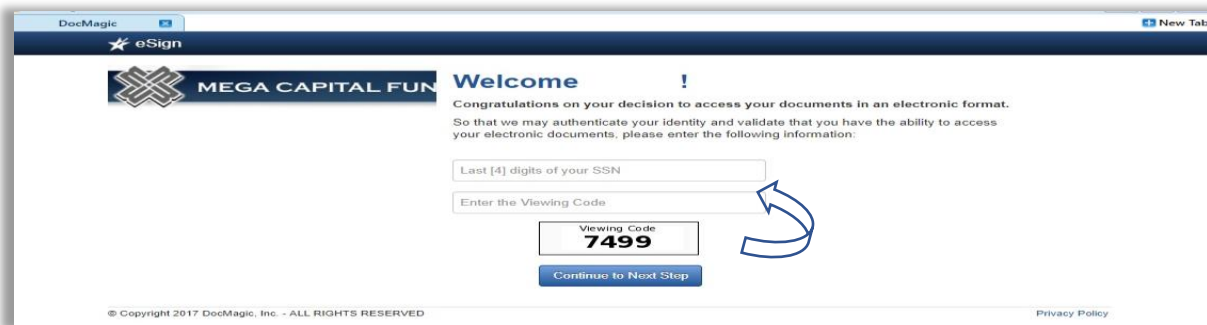 DocMagic
New Tab
eSign
MEGA CAPITAL FUN
Welcome !
Congratulations on your decision to access your documents in an electronic format.
So that we may authenticate your identity and validate that you have the ability to access
your electronic documents, please enter the following information:
Last [4] digits of your SSN
Enter the Viewing Code
Viewing Code
7499
Continue to Next Step
© Copyright 2017 DocMagic, Inc. - ALL RIGHTS RESERVED
Privacy Policy